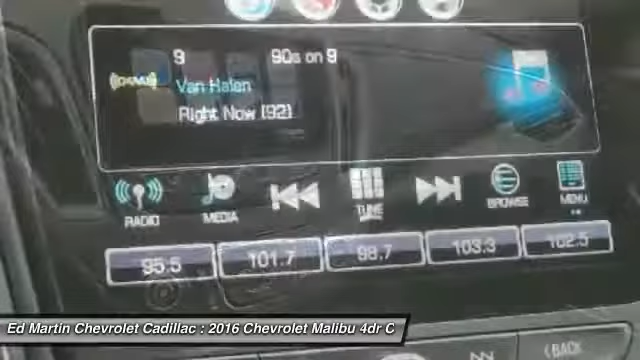 9 90s on 9
Van Halen
Right Now (92)
RADIO MEDIA TUNE BROWSE MENU
95.5 101.7 98.7 103.3 102.5
Ed Martin Chevrolet Cadillac : 2016 Chevrolet Malibu 4dr C
BACK